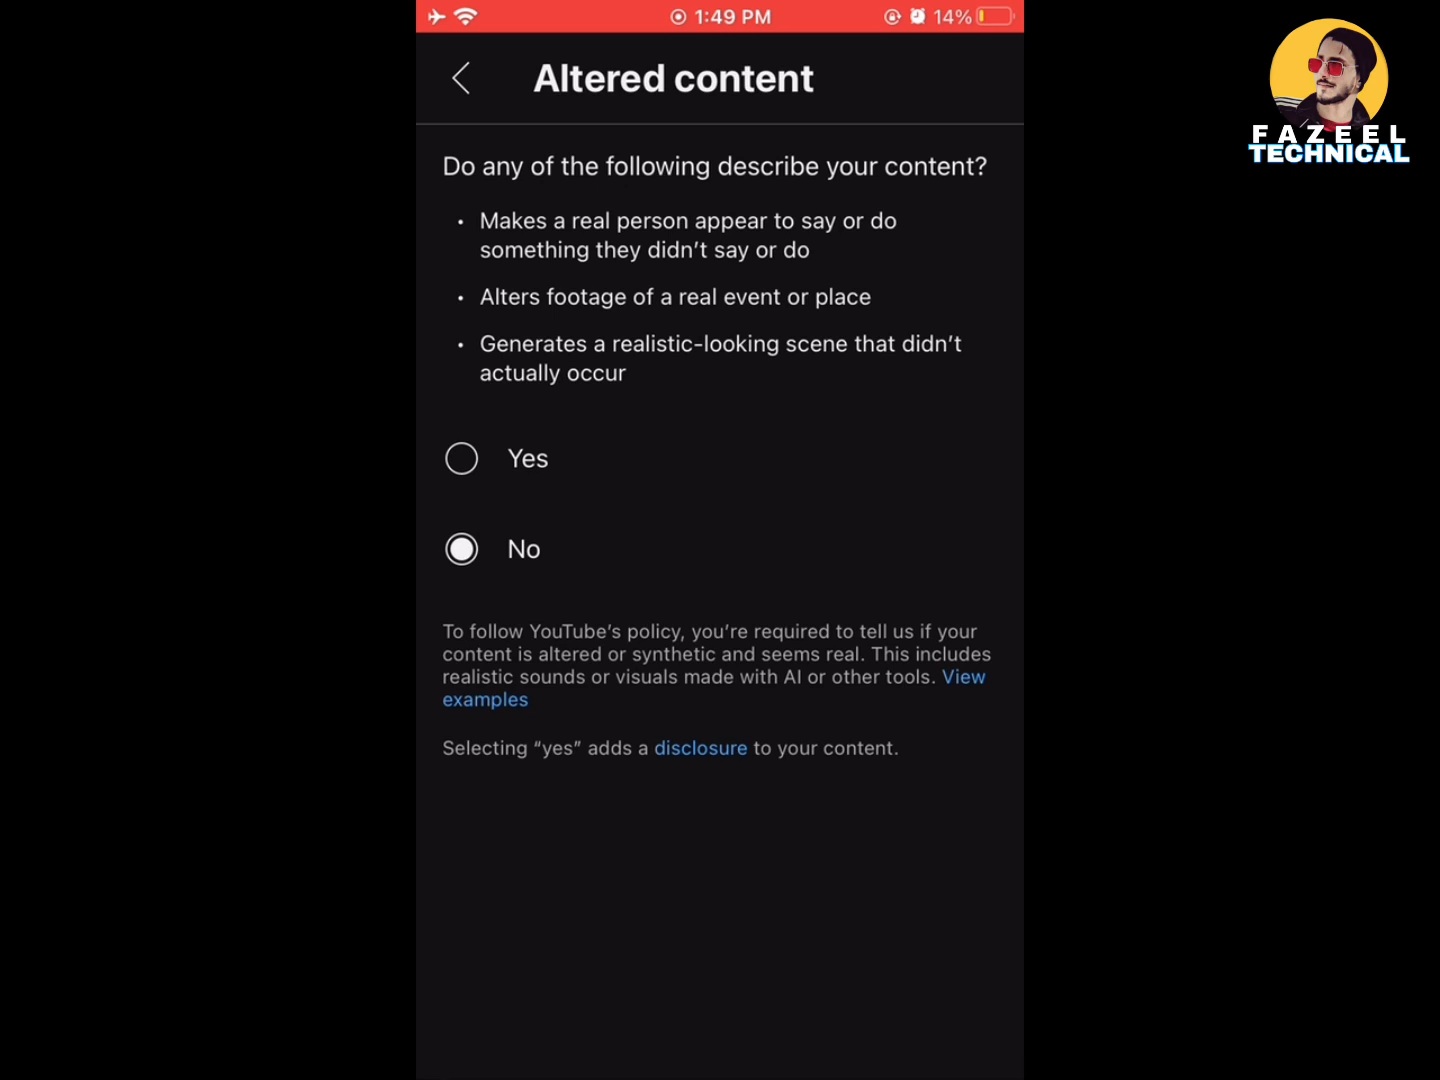 1:49 PM
14%
Altered content
FAZEEL
TECHNICAL
Do any of the following describe your content?
• Makes a real person appear to say or do
something they didn't say or do
• Alters footage of a real event or place
• Generates a realistic-looking scene that didn't
actually occur
Yes
No
To follow YouTube's policy, you're required to tell us if your
content is altered or synthetic and seems real. This includes
realistic sounds or visuals made with AI or other tools. View
examples
Selecting “yes” adds a disclosure to your content.